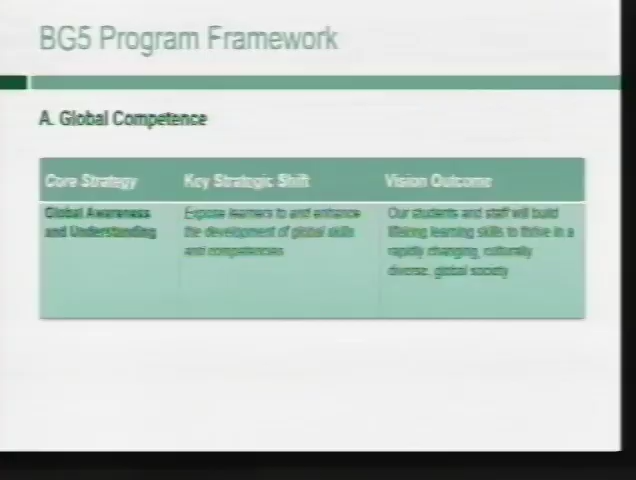 BG5 Program Framework
A. Global Competence
Core Strategy
Key Strategic Shift
Vision Outcome
Global Awareness
and Understanding
Expose learners to and enhance
the development of global skills
and competencies
Our students and staff will build
lifelong learning skills to thrive in a
rapidly changing, culturally
diverse, global society